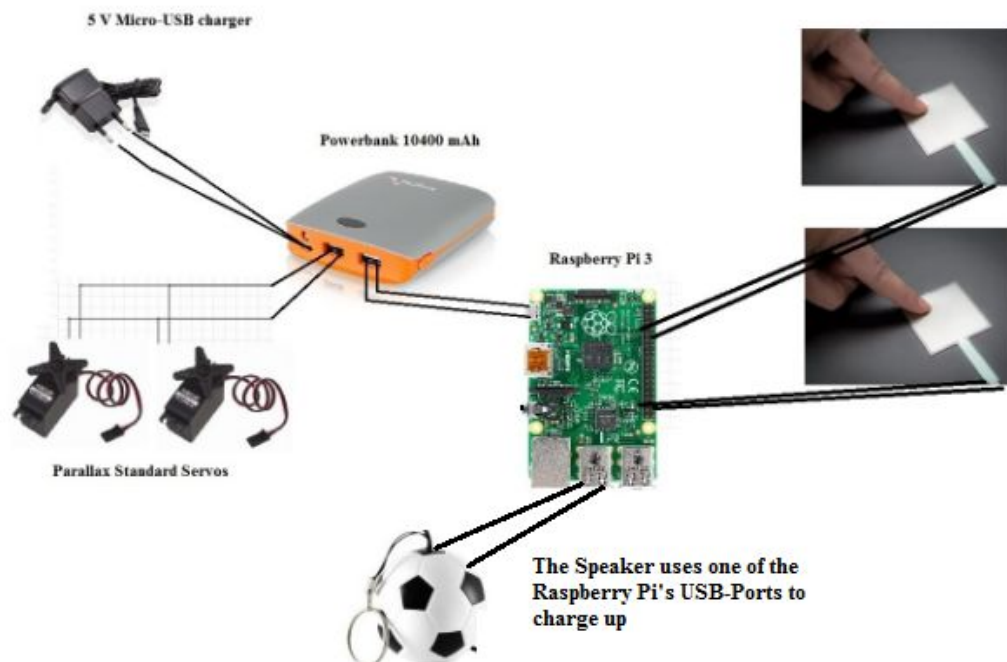 5 V Micro-USB charger
Powerbank 10400 mAh
Raspberry Pi 3
Parallax Standard Servos
The Speaker uses one of the
Raspberry Pi's USB-Ports to
charge up